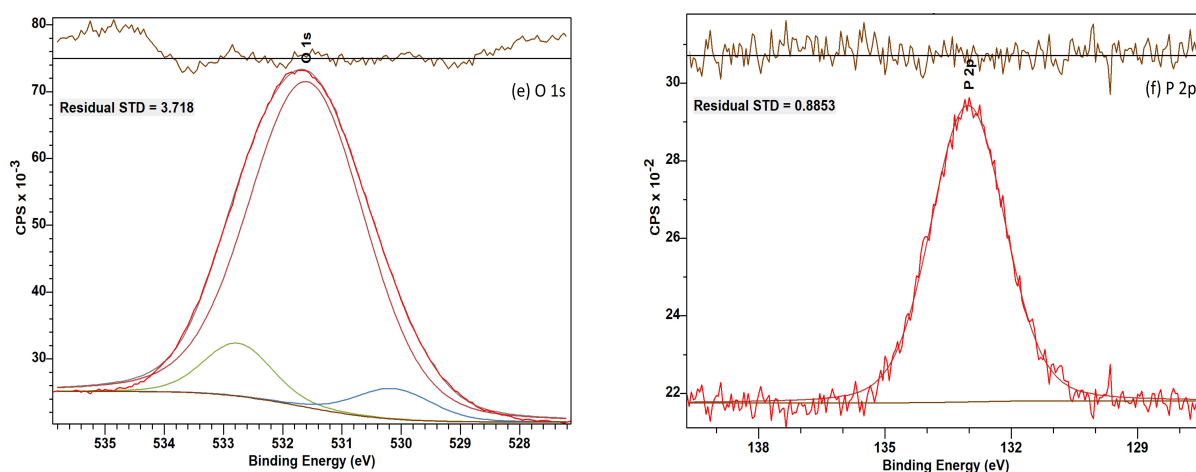 80
70
60
50
40
30
CPS x 10⁻³
O 1s
(e) O 1s
Residual STD = 3.718
535
534
533
532
531
530
529
528
Binding Energy (eV)
30
28
26
24
22
CPS x 10⁻²
P 2p
(f) P 2p
Residual STD = 0.8853
138
135
132
129
Binding Energy (eV)